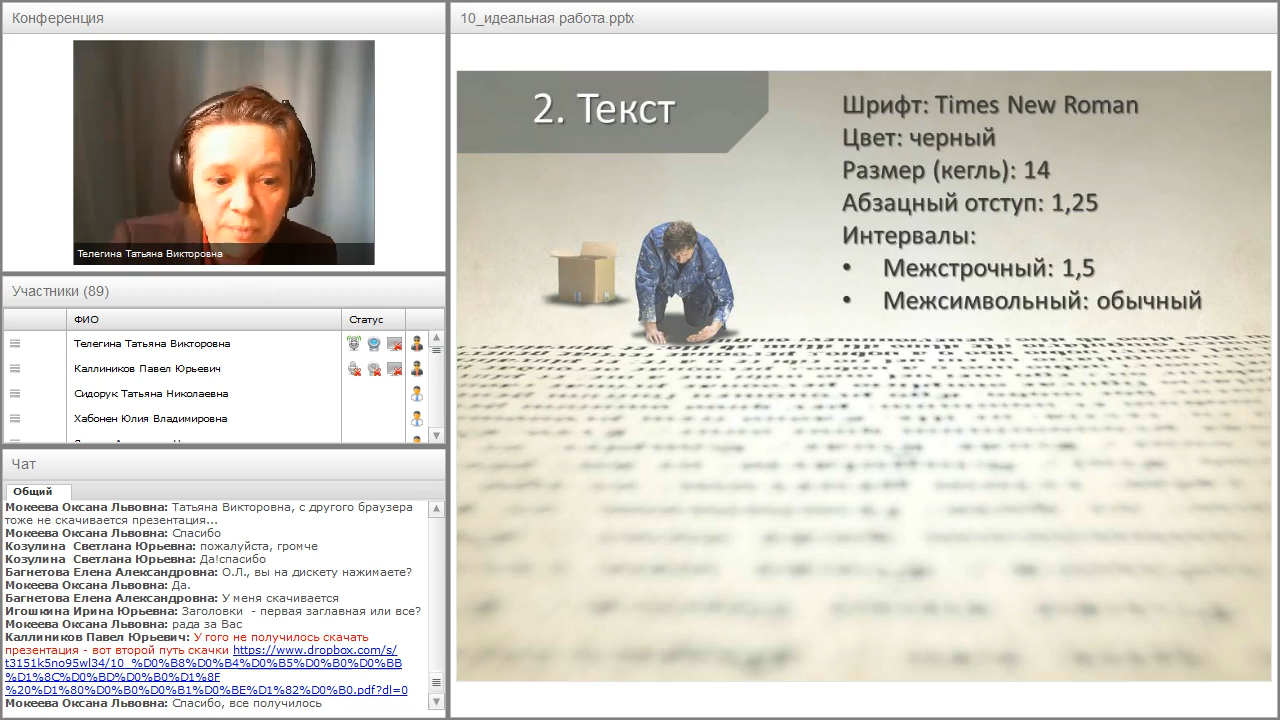 Конференция
Телегина Татьяна Викторовна
Участники (89)
ФИО Статус
Телегина Татьяна Викторовна
Каллиников Павел Юрьевич
Сидорук Татьяна Николаевна
Хабонен Юлия Владимировна
Чат
Общий
Мокеева Оксана Львовна: Татьяна Викторовна, с другого браузера
тоже не скачивается презентация...
Мокеева Оксана Львовна: Спасибо
Козулина Светлана Юрьевна: пожалуйста, громче
Козулина Светлана Юрьевна: Да!спасибо
Багнетова Елена Александровна: О.Л., вы на дискету нажимаете?
Мокеева Оксана Львовна: Да.
Багнетова Елена Александровна: У меня скачивается
Игошкина Ирина Юрьевна: Заголовки - первая заглавная или все?
Мокеева Оксана Львовна: рада за Вас
Каллиников Павел Юрьевич: У гого не получилось скачать
презентация - вот второй путь скачки https://www.dropbox.com/s/
t3151k5no95wl34/10_%D0%B8%D0%B4%D0%B5%D0%B0%D0%BB
%D1%8C%D0%BD%D0%B0%D1%8F
%20%D1%80%D0%B0%D0%B1%D0%BE%D1%82%D0%B0.pdf?dl=0
Мокеева Оксана Львовна: Спасибо, все получилось
10_идеальная работа.pptx
2. Текст
Шрифт: Times New Roman
Цвет: черный
Размер (кегль): 14
Абзацный отступ: 1,25
Интервалы:
• Межстрочный: 1,5
• Межсимвольный: обычный